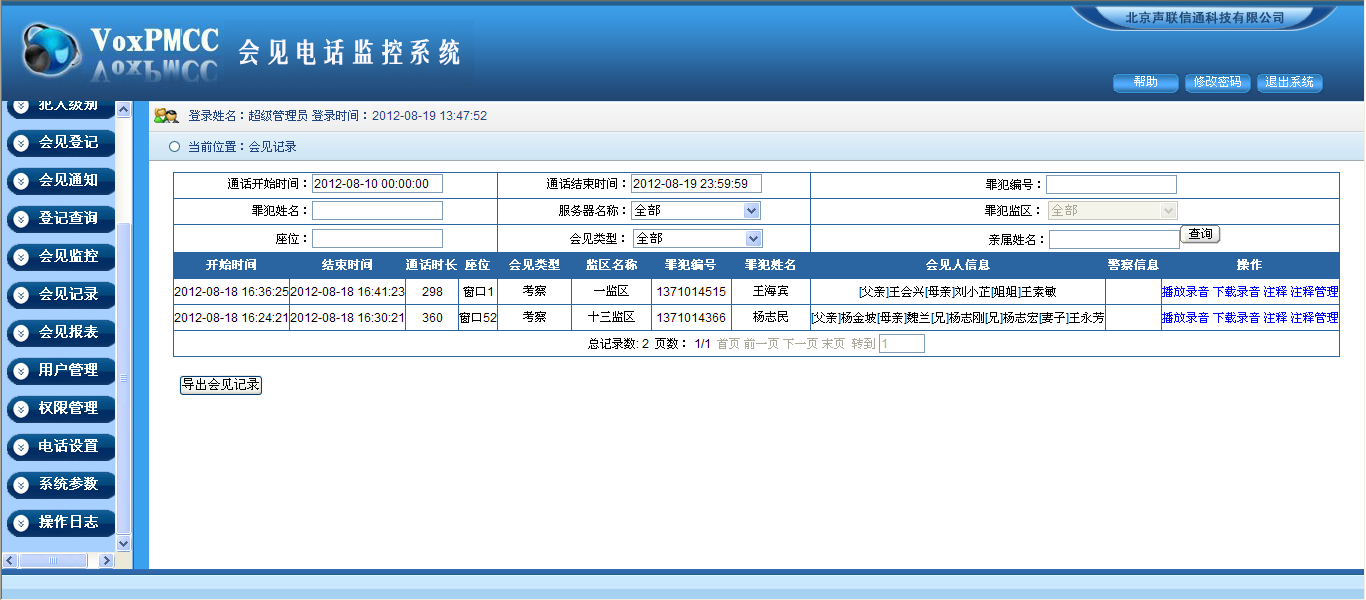 北京声联信通科技有限公司
VoxPMCC 会见电话监控系统
帮助 修改密码 退出系统
犯人级别
会见登记
会见通知
登记查询
会见监控
会见记录
会见报表
用户管理
权限管理
电话设置
系统参数
操作日志
登录姓名：超级管理员 登录时间：2012-08-19 13:47:52
当前位置：会见记录
通话开始时间：2012-08-10 00:00:00 通话结束时间：2012-08-19 23:59:59 罪犯编号：
罪犯姓名： 服务器名称：全部 罪犯监区：全部
座位： 会见类型：全部 亲属姓名： 查询
开始时间 结束时间 通话时长 座位 会见类型 监区名称 罪犯编号 罪犯姓名 会见人信息 警察信息 操作
2012-08-18 16:36:25 2012-08-18 16:41:23 298 窗口1 考察 一监区 1371014515 王海宾 [父亲]王会兴[母亲]刘小芷[姐姐]王素敏 播放录音 下载录音 注释 注释管理
2012-08-18 16:24:21 2012-08-18 16:30:21 360 窗口52 考察 十三监区 1371014366 杨志民 [父亲]杨金坡[母亲]魏兰[兄]杨志刚[兄]杨志宏[妻子]王永芳 播放录音 下载录音 注释 注释管理
总记录数: 2 页数： 1/1 首页 前一页 下一页 末页 转到 1
导出会见记录